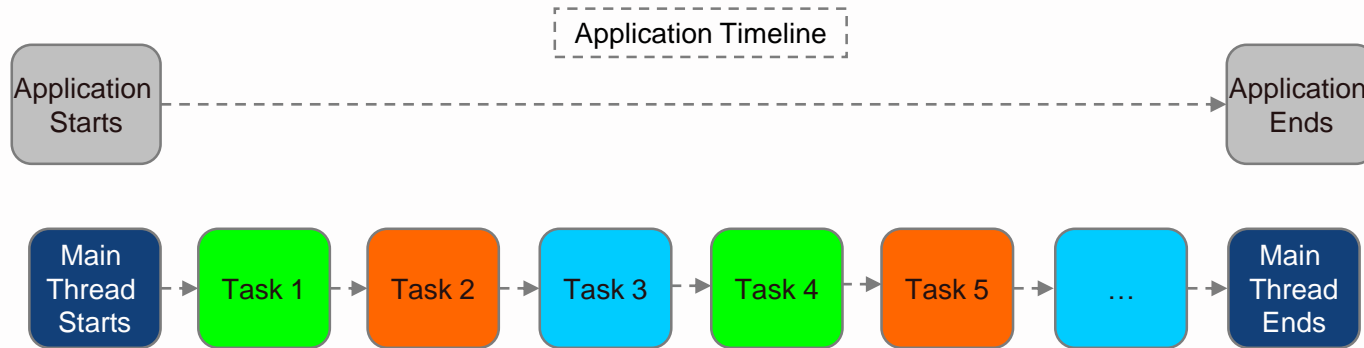 Application Timeline
Application
Starts
Application
Ends
Main
Thread
Starts
Task 1
Task 2
Task 3
Task 4
Task 5
…
Main
Thread
Ends